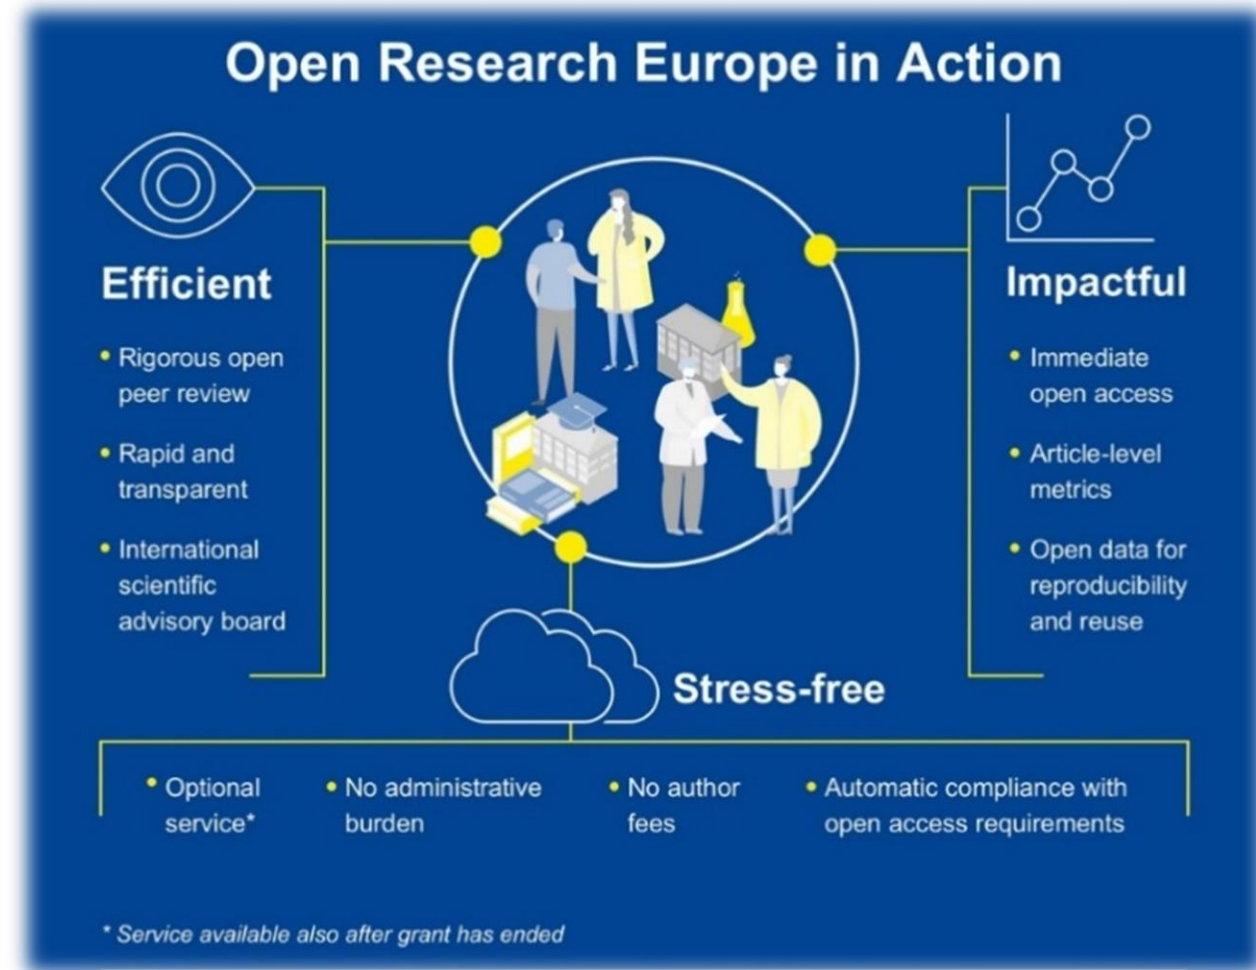 Open Research Europe in Action
Efficient
• Rigorous open
peer review
• Rapid and
transparent
• International
scientific
advisory board
Impactful
• Immediate
open access
• Article-level
metrics
• Open data for
reproducibility
and reuse
Stress-free
• Optional
service*
• No administrative
burden
• No author
fees
• Automatic compliance with
open access requirements
* Service available also after grant has ended